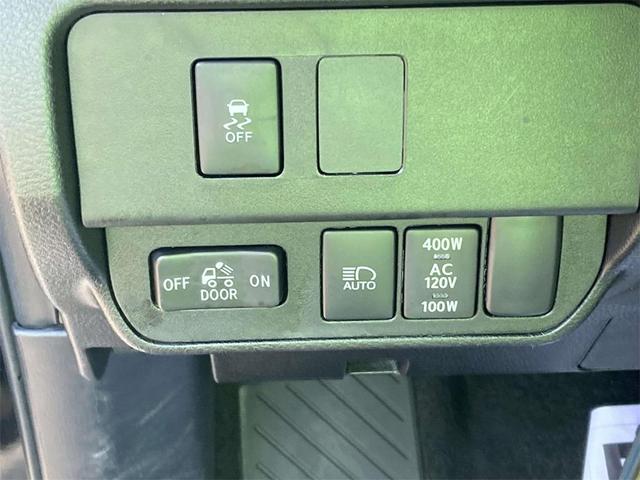 OFF
OFF DOOR ON
AUTO
400W
AC
120V
100W